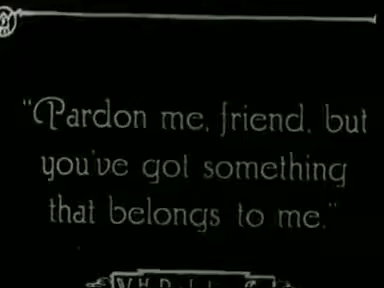 "Pardon me, friend, but
you've got something
that belongs to me."